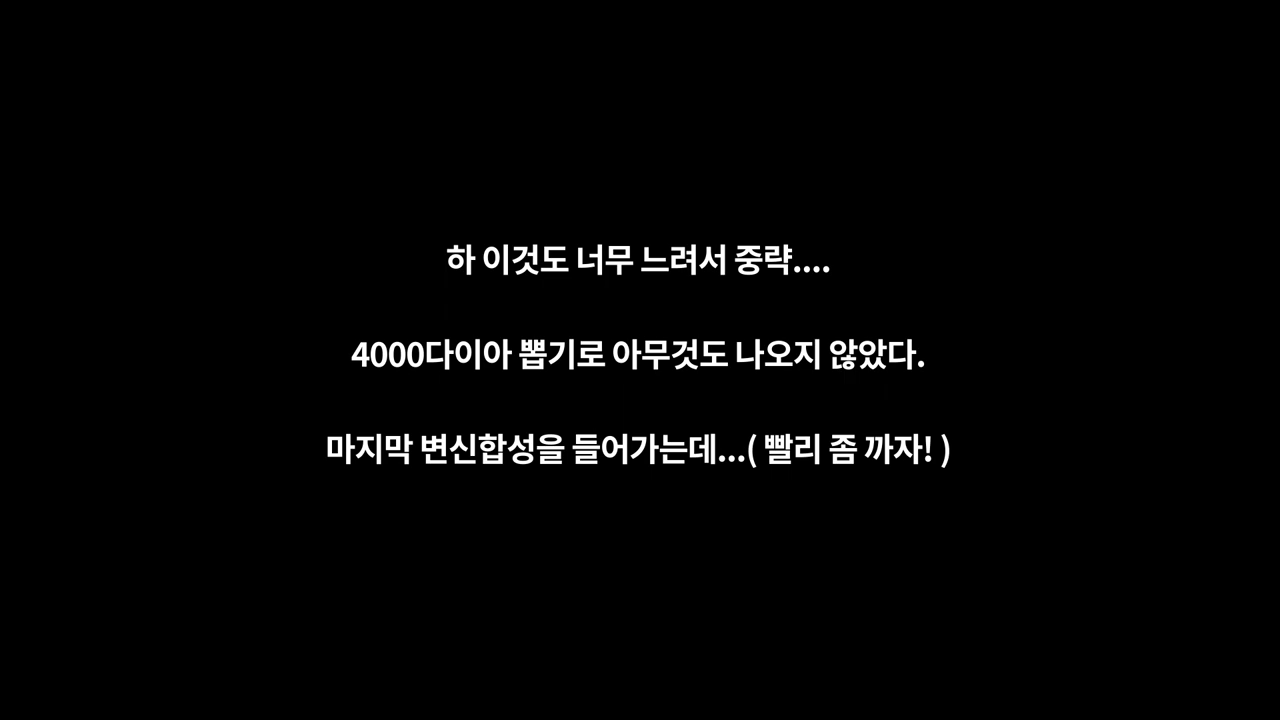 하 이것도 너무 느려서 중략....
4000다이아 뽑기로 아무것도 나오지 않았다.
마지막 변신합성을 들어가는데...( 빨리 좀 까자! )